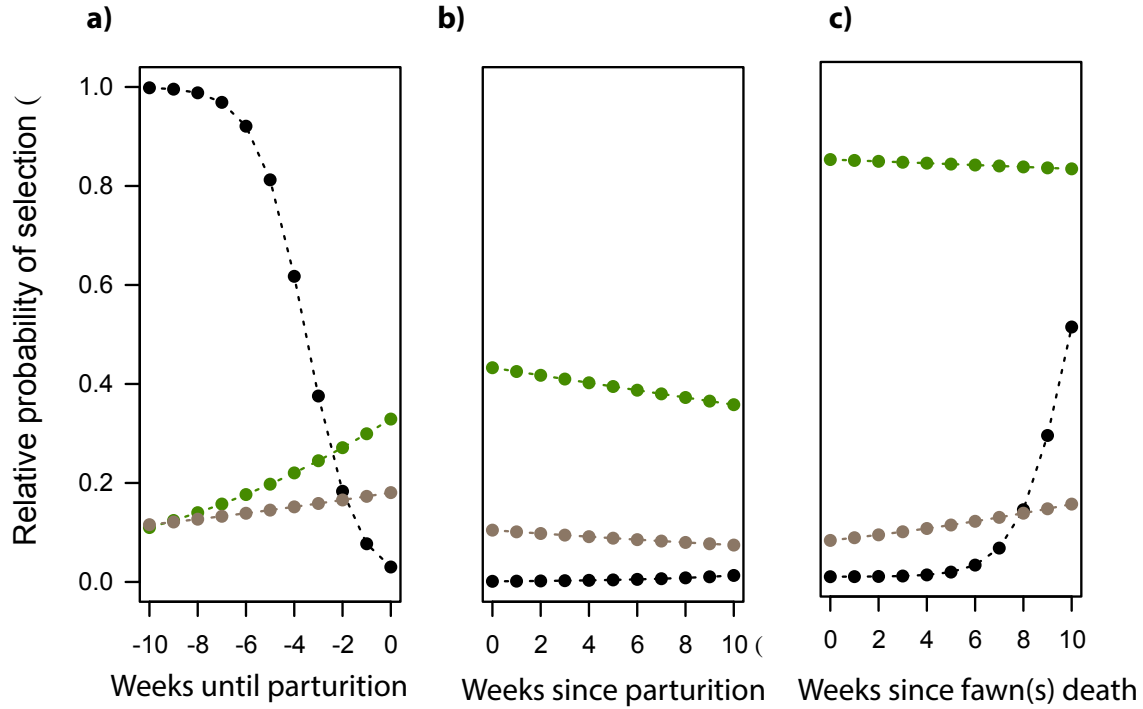 a)
b)
c)
Relative probability of selection (
1.0
0.8
0.6
0.4
0.2
0.0
-10 -8 -6 -4 -2 0
0 2 4 6 8 10 (
0 2 4 6 8 10
Weeks until parturition
Weeks since parturition
Weeks since fawn(s) death